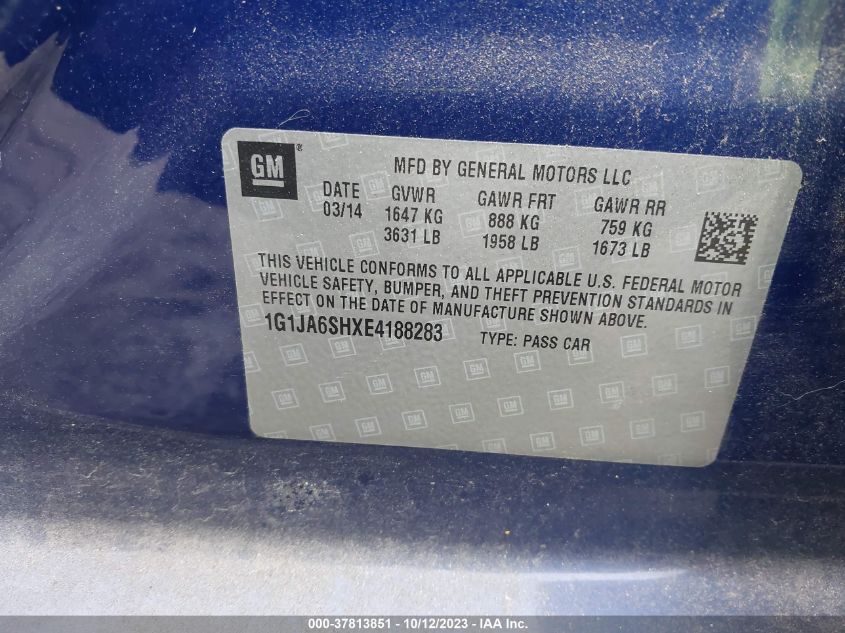 GM ® MFD BY GENERAL MOTORS LLC
DATE GVWR GAWR FRT GAWR RR
03/14 1647 KG 888 KG 759 KG
3631 LB 1958 LB 1673 LB
THIS VEHICLE CONFORMS TO ALL APPLICABLE U.S. FEDERAL MOTOR
VEHICLE SAFETY, BUMPER, AND THEFT PREVENTION STANDARDS IN
EFFECT ON THE DATE OF MANUFACTURE SHOWN ABOVE.
1G1JA6SHXE4188283 TYPE: PASS CAR
000-37813851 - 10/12/2023 - IAA Inc.